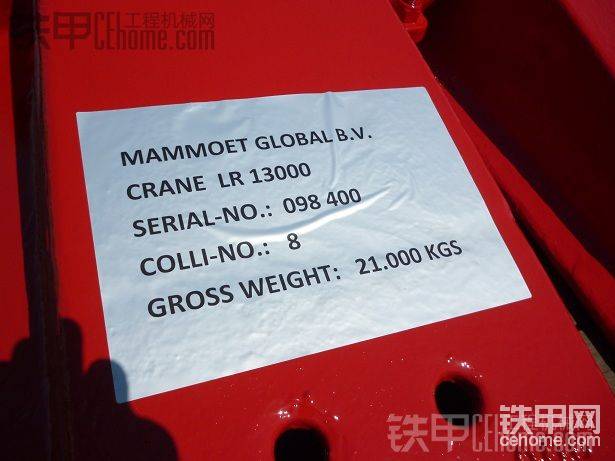 铁甲 工程机械网
CEhome.com
MAMMOET GLOBAL B.V.
CRANE LR 13000
SERIAL-NO.: 098 400
COLLI-NO.: 8
GROSS WEIGHT: 21.000 KGS
铁甲
铁甲网
www.cehome.com